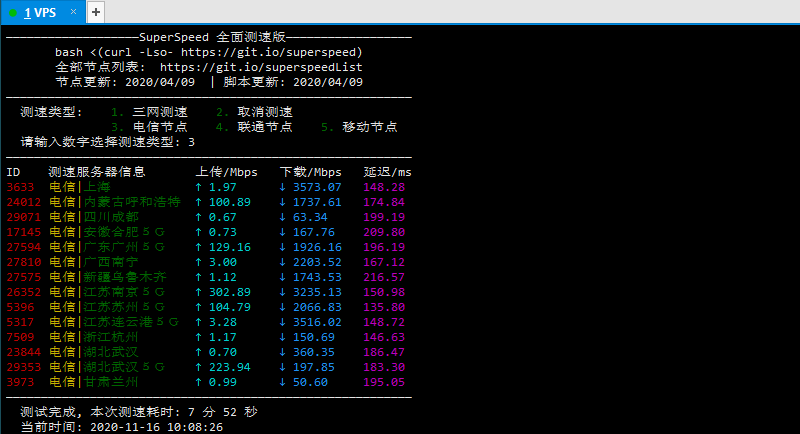 1 VPS × +
SuperSpeed 全面测速版
bash <(curl -Lso- https://git.io/superspeed)
全部节点列表: https://git.io/superspeedList
节点更新: 2020/04/09 | 脚本更新: 2020/04/09
测速类型: 1. 三网测速 2. 取消测速
3. 电信节点 4. 联通节点 5. 移动节点
请输入数字选择测速类型: 3
ID 测速服务器信息 上传/Mbps 下载/Mbps 延迟/ms
3633 电信|上海 ↑ 1.97 ↓ 3573.07 148.28
24012 电信|内蒙古呼和浩特 ↑ 100.89 ↓ 1737.61 174.84
29071 电信|四川成都 ↑ 0.67 ↓ 63.34 199.19
17145 电信|安徽合肥5G ↑ 0.73 ↓ 167.76 209.80
27594 电信|广东广州5G ↑ 129.16 ↓ 1926.16 196.19
27810 电信|广西南宁 ↑ 3.00 ↓ 2203.52 167.12
27575 电信|新疆乌鲁木齐 ↑ 1.12 ↓ 1743.53 216.57
26352 电信|江苏南京5G ↑ 302.89 ↓ 3235.13 150.98
5396 电信|江苏苏州5G ↑ 104.79 ↓ 2066.83 135.80
5317 电信|江苏连云港5G ↑ 3.28 ↓ 3516.02 148.72
7509 电信|浙江杭州 ↑ 1.17 ↓ 150.69 146.63
23844 电信|湖北武汉 ↑ 0.70 ↓ 360.35 186.47
29353 电信|湖北武汉5G ↑ 223.94 ↓ 197.85 183.30
3973 电信|甘肃兰州 ↑ 0.99 ↓ 50.60 195.05
测试完成, 本次测速耗时: 7 分 52 秒
当前时间: 2020-11-16 10:08:26